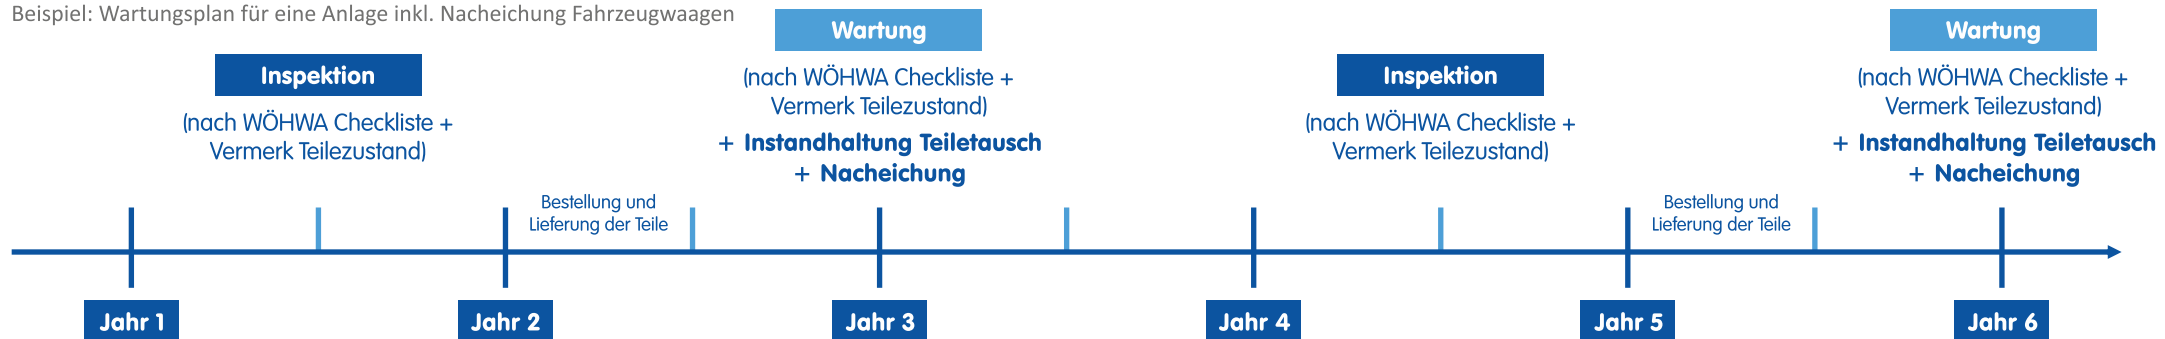 Beispiel: Wartungsplan für eine Anlage inkl. Nacheichung Fahrzeugwaagen
Inspektion
(nach WÖHWA Checkliste +
Vermerk Teilezustand)
Bestellung und
Lieferung der Teile
Wartung
(nach WÖHWA Checkliste +
Vermerk Teilezustand)
+ Instandhaltung Teiletausch
+ Nacheichung
Inspektion
(nach WÖHWA Checkliste +
Vermerk Teilezustand)
Bestellung und
Lieferung der Teile
Wartung
(nach WÖHWA Checkliste +
Vermerk Teilezustand)
+ Instandhaltung Teiletausch
+ Nacheichung
Jahr 1
Jahr 2
Jahr 3
Jahr 4
Jahr 5
Jahr 6